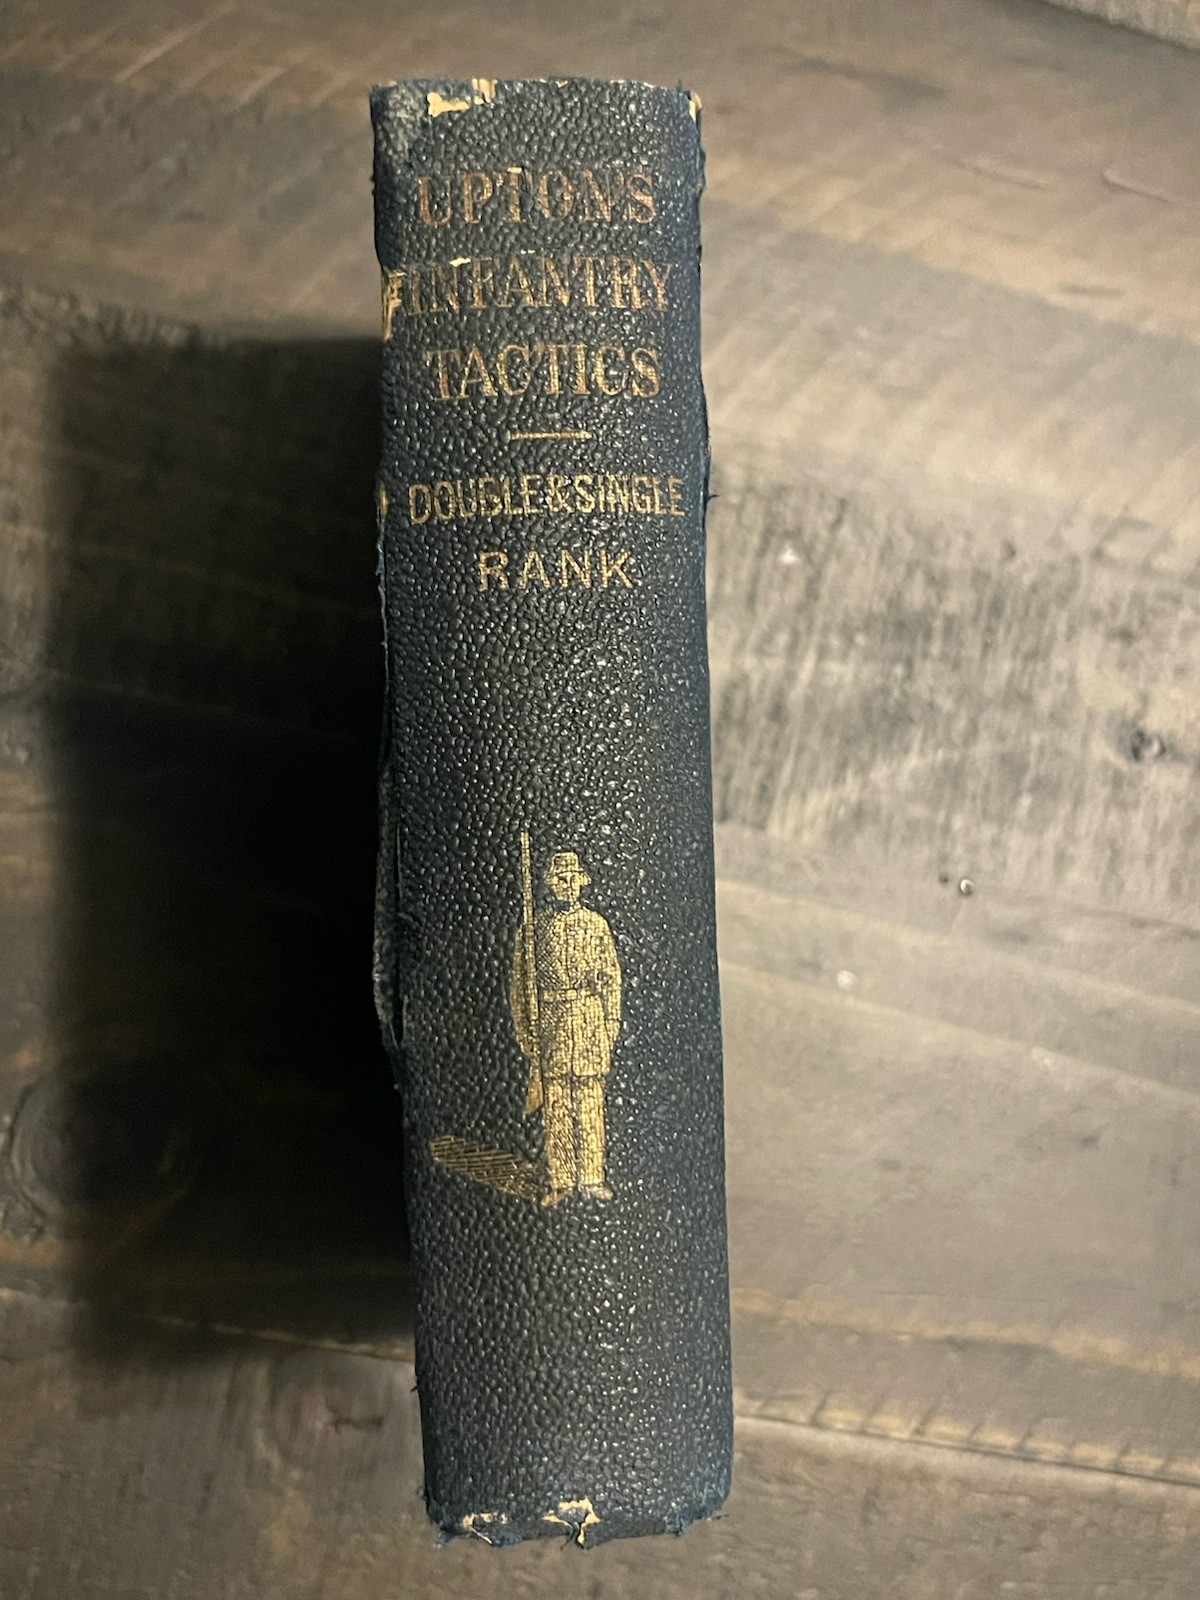 UPTON'S
INFANTRY
TACTICS
DOUBLE & SINGLE
RANK